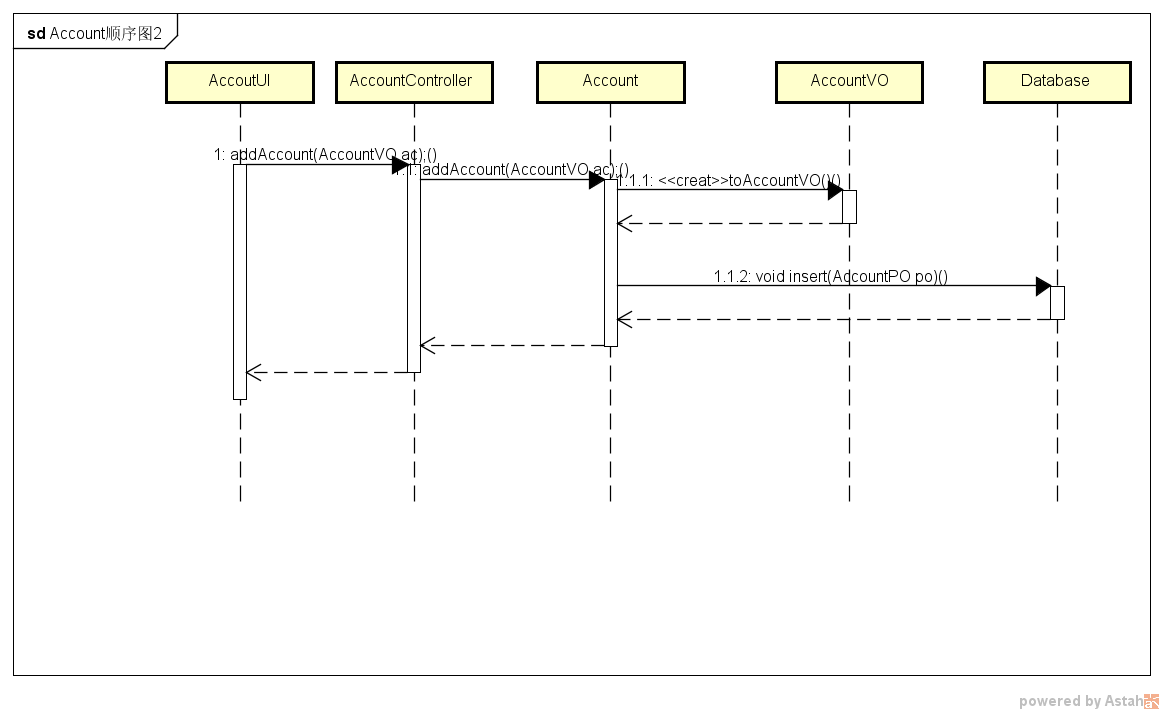 sd Account顺序图2
AccoutUI
AccountController
Account
AccountVO
Database
1: addAccount(AccountVO ac);()
1.1: addAccount(AccountVO ac);()
1.1.1: <<creat>>toAccountVO()()
1.1.2: void insert(AccountPO po)()
powered by Astah